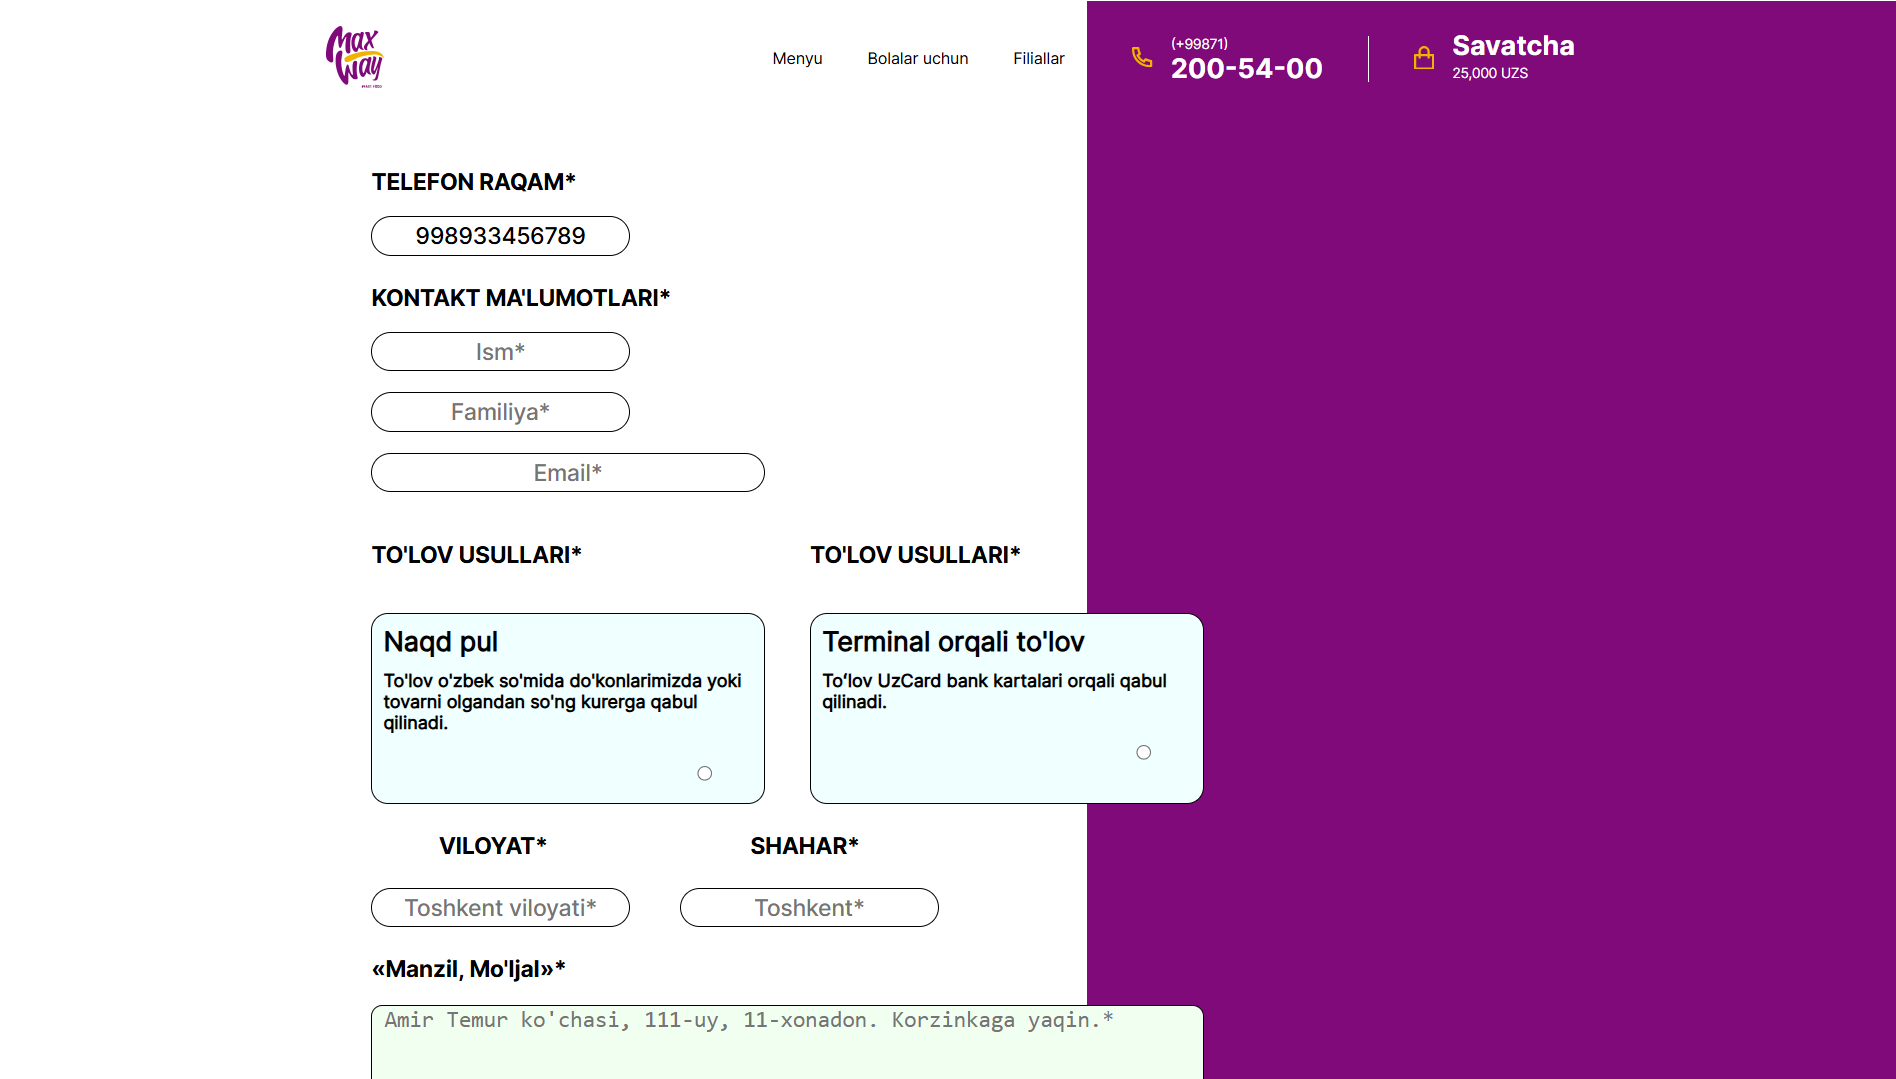 Max
Way
FAST FOOD
Menyu
Bolalar uchun
Filiallar
(+99871)
200-54-00
Savatcha
25,000 UZS
TELEFON RAQAM*
998933456789
KONTAKT MA'LUMOTLARI*
Ism*
Familiya*
Email*
TO'LOV USULLARI*
TO'LOV USULLARI*
Naqd pul
To'lov o'zbek so'mida do'konlarimizda yoki
tovarni olgandan so'ng kurerga qabul
qilinadi.
Terminal orqali to'lov
Toʻlov UzCard bank kartalari orqali qabul
qilinadi.
VILOYAT*
SHAHAR*
Toshkent viloyati*
Toshkent*
«Manzil, Mo'ljal»*
Amir Temur ko'chasi, 111-uy, 11-xonadon. Korzinkaga yaqin.*